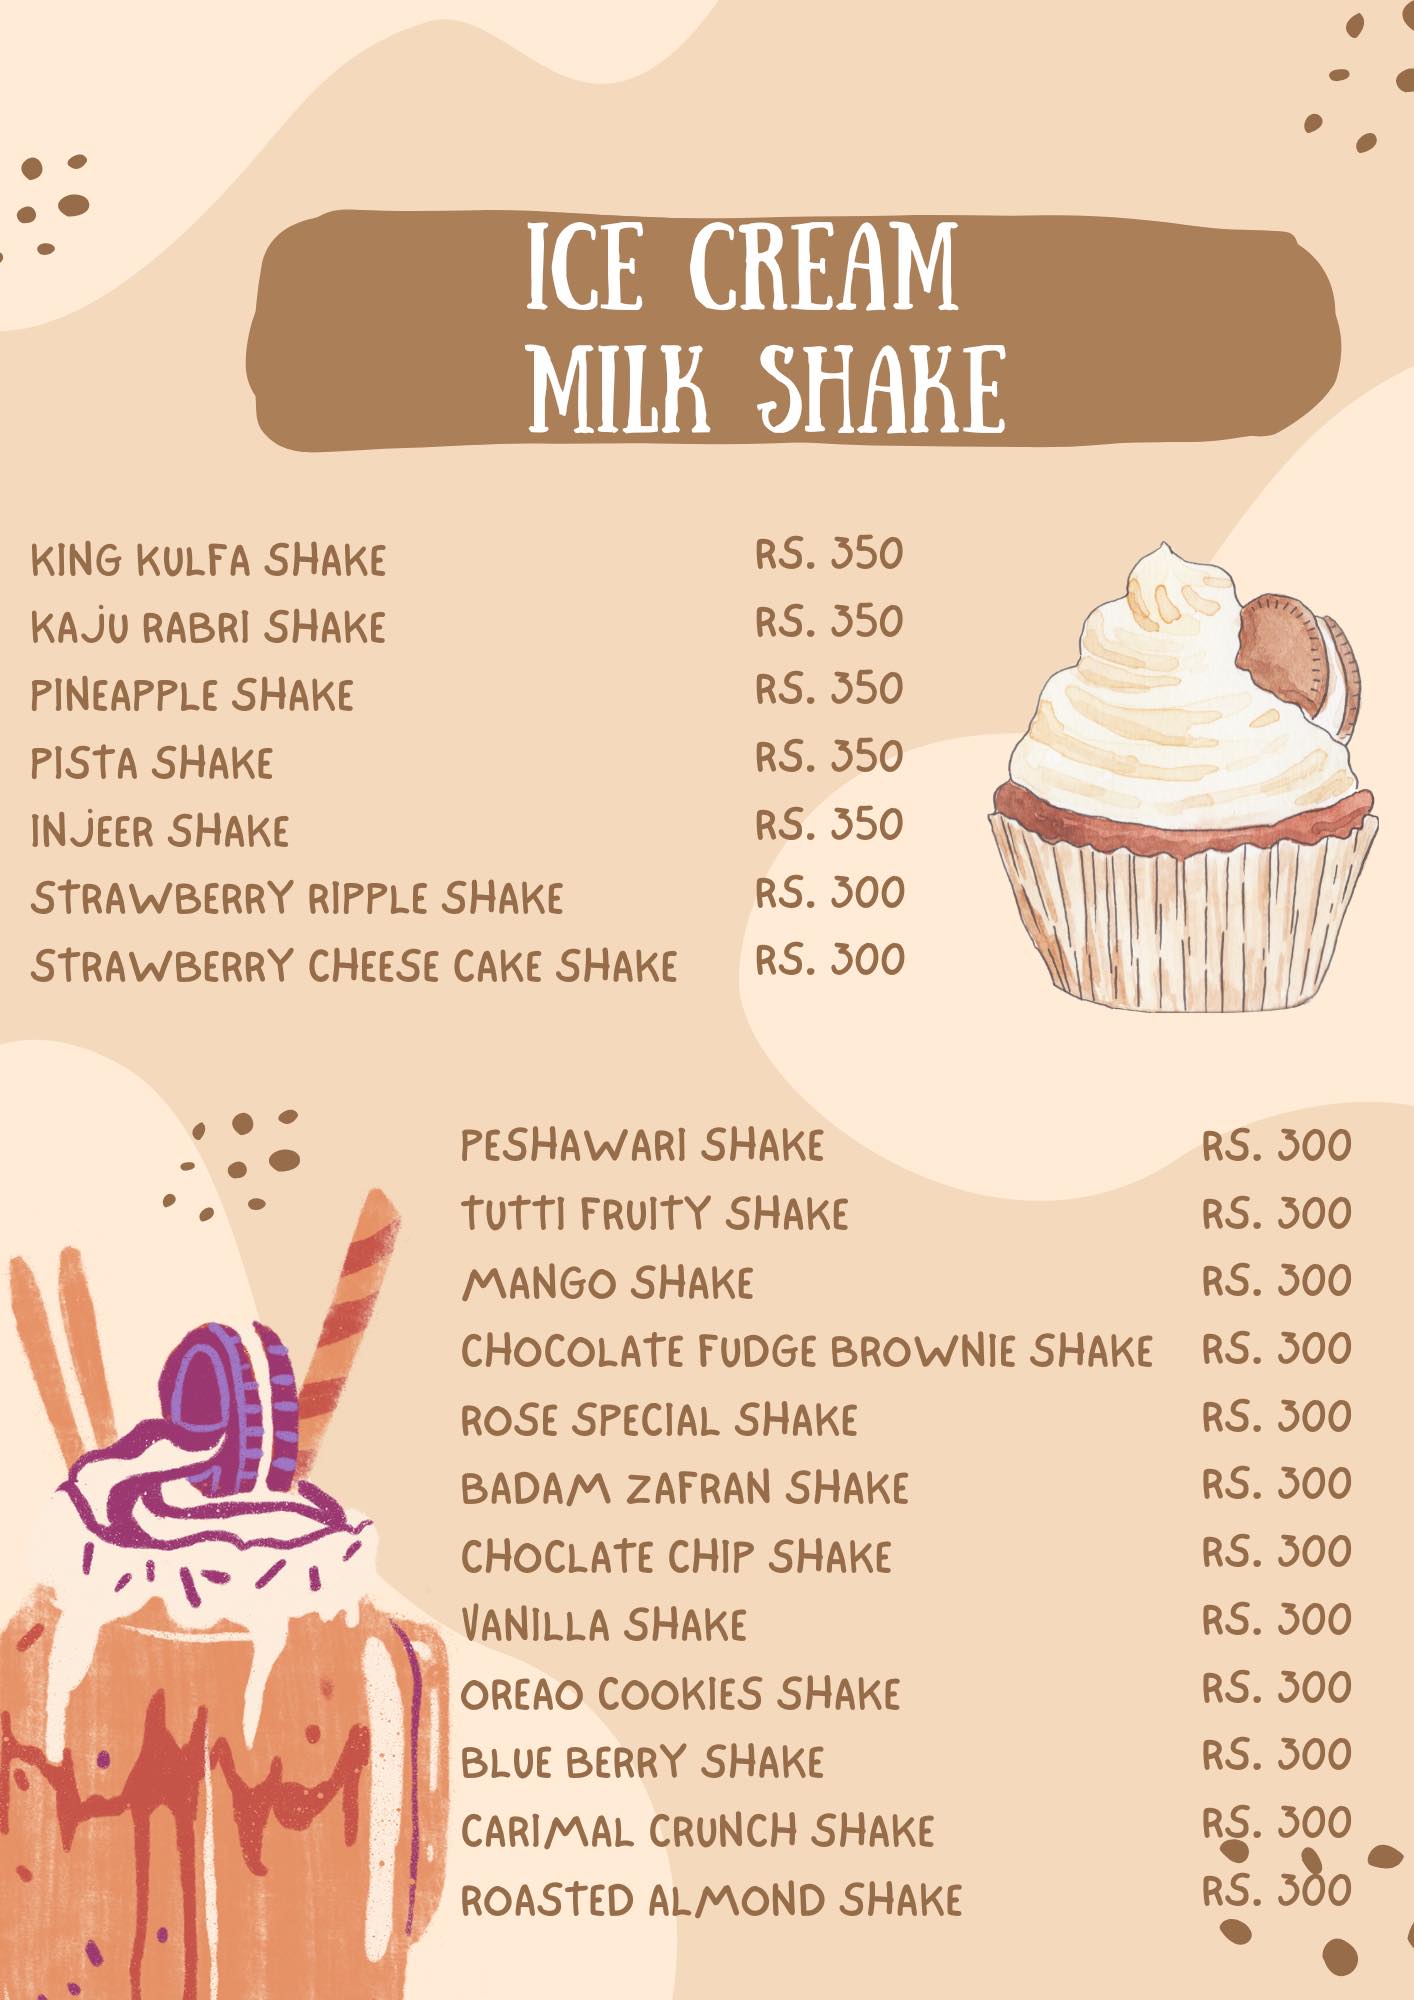 ICE CREAM
MILK SHAKE
KING KULFA SHAKE RS. 350
KAJU RABRI SHAKE RS. 350
PINEAPPLE SHAKE RS. 350
PISTA SHAKE RS. 350
INJEER SHAKE RS. 350
STRAWBERRY RIPPLE SHAKE RS. 300
STRAWBERRY CHEESE CAKE SHAKE RS. 300
PESHAWARI SHAKE RS. 300
TUTTI FRUITY SHAKE RS. 300
MANGO SHAKE RS. 300
CHOCOLATE FUDGE BROWNIE SHAKE RS. 300
ROSE SPECIAL SHAKE RS. 300
BADAM ZAFRAN SHAKE RS. 300
CHOCLATE CHIP SHAKE RS. 300
VANILLA SHAKE RS. 300
OREAO COOKIES SHAKE RS. 300
BLUE BERRY SHAKE RS. 300
CARIMAL CRUNCH SHAKE RS. 300
ROASTED ALMOND SHAKE RS. 300